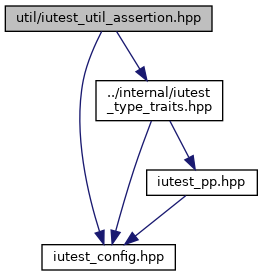 util/iutest_util_assertion.hpp
../internal/iutest
_type_traits.hpp
iutest_pp.hpp
iutest_config.hpp